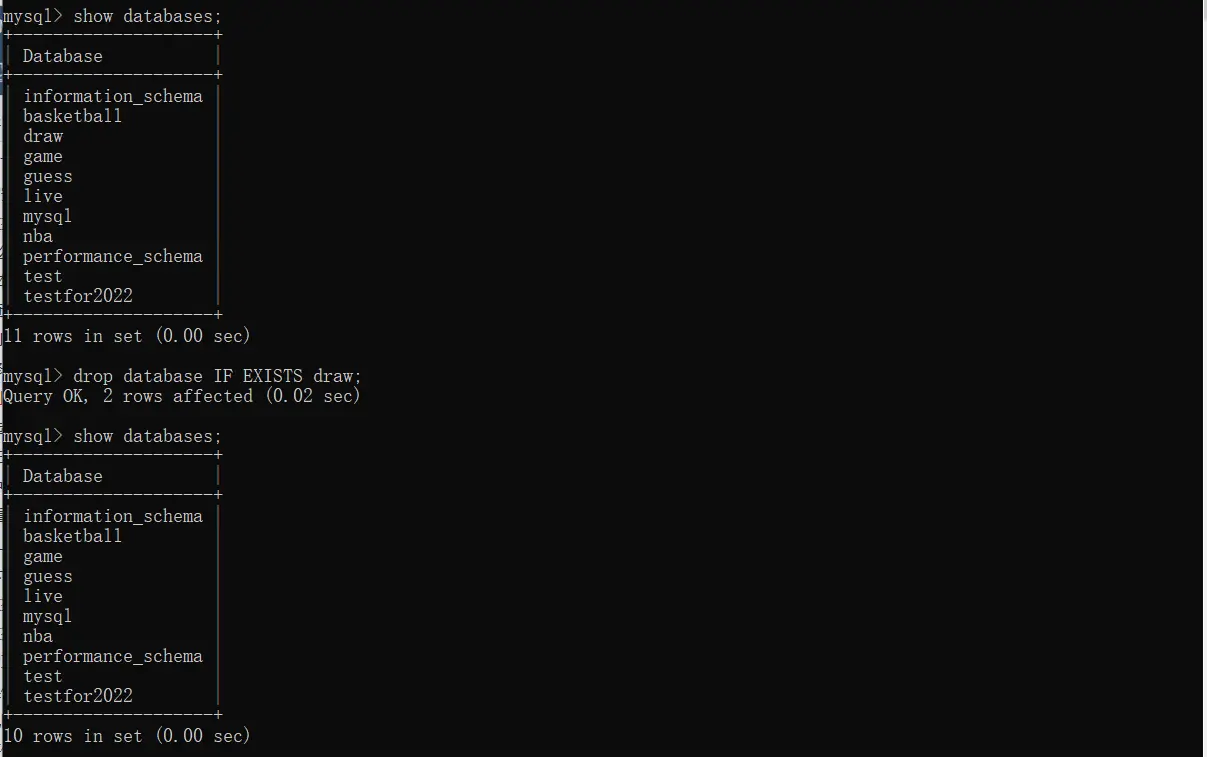 mysql> show databases;
+--------------------+
| Database           |
+--------------------+
| information_schema |
| basketball         |
| draw               |
| game               |
| guess              |
| live               |
| mysql              |
| nba                |
| performance_schema |
| test               |
| testfor2022        |
+--------------------+
11 rows in set (0.00 sec)
mysql> drop database IF EXISTS draw;
Query OK, 2 rows affected (0.02 sec)
mysql> show databases;
+--------------------+
| Database           |
+--------------------+
| information_schema |
| basketball         |
| game               |
| guess              |
| live               |
| mysql              |
| nba                |
| performance_schema |
| test               |
| testfor2022        |
+--------------------+
10 rows in set (0.00 sec)